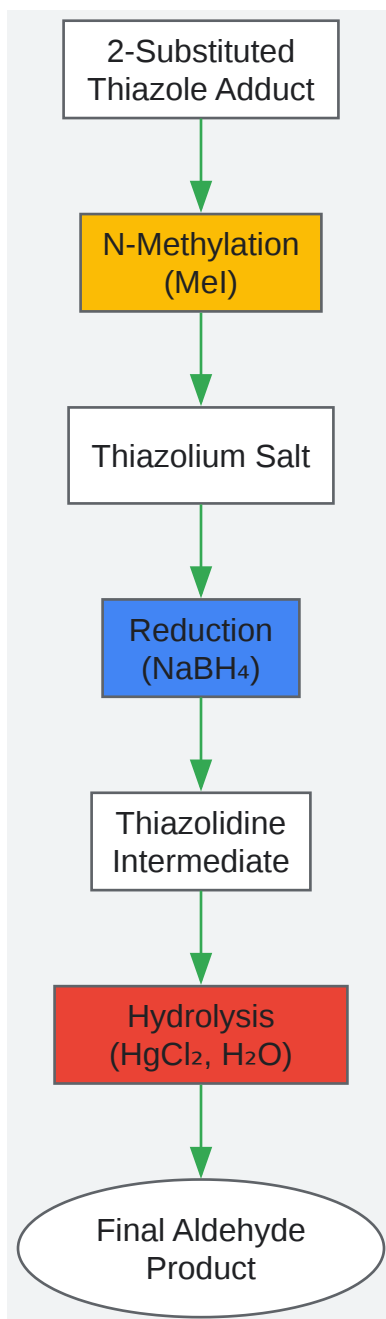 2-Substituted
Thiazole Adduct
N-Methylation
(MeI)
Thiazolium Salt
Reduction
(NaBH₄)
Thiazolidine
Intermediate
Hydrolysis
(HgCl₂, H₂O)
Final Aldehyde
Product